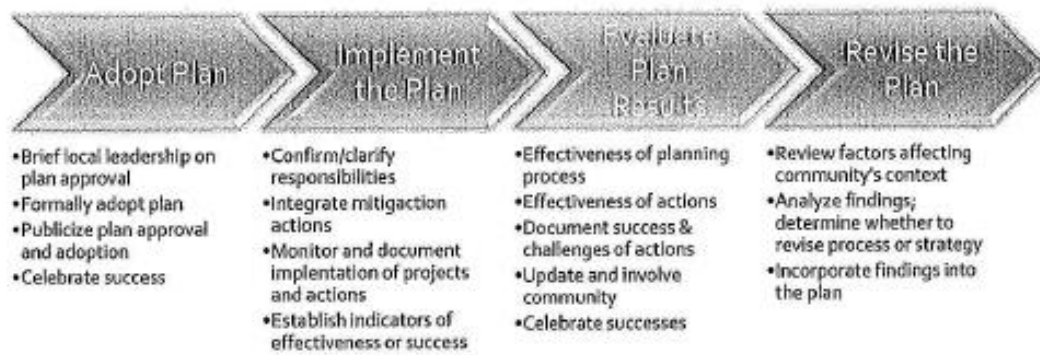 Adopt Plan
Implement
the Plan
Evaluate
Plan
Results
Revise the
Plan
•Brief local leadership on
plan approval
•Formally adopt plan
•Publicize plan approval
and adoption
•Celebrate success
•Confirm/clarify
responsibilities
•Integrate mitigaction
actions
•Monitor and document
implentation of projects
and actions
•Establish indicators of
effectiveness or success
•Effectiveness of planning
process
•Effectiveness of actions
•Document success &
challenges of actions
•Update and involve
community
•Celebrate successes
•Review factors affecting
community's context
•Analyze findings;
determine whether to
revise process or strategy
•Incorporate findings into
the plan